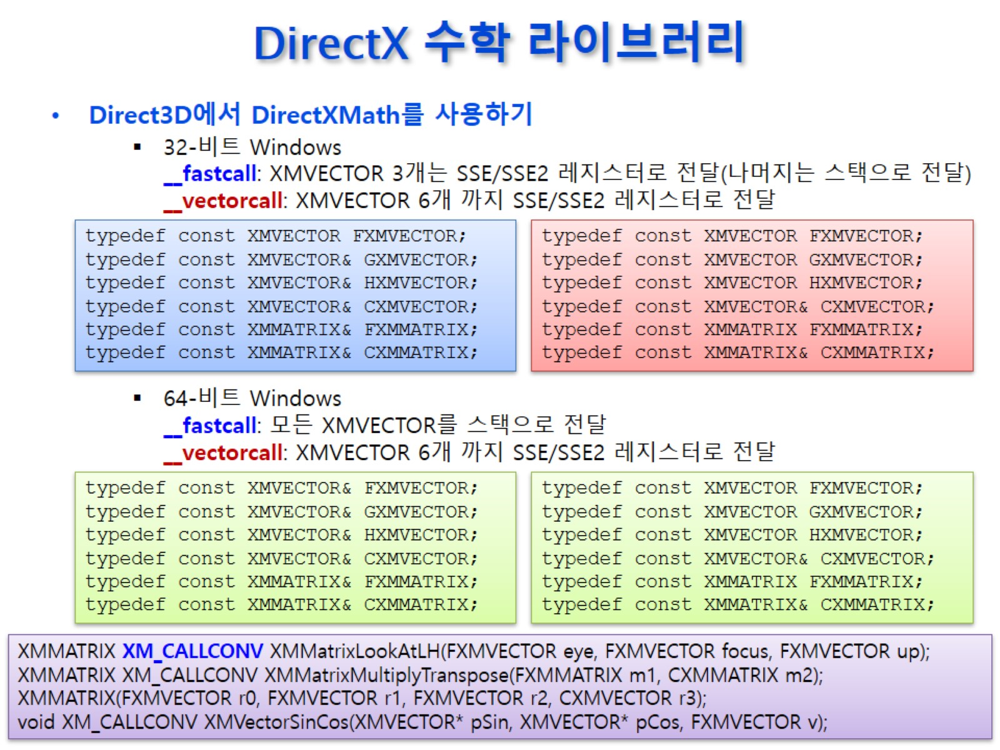 DirectX 수학 라이브러리
• Direct3D에서 DirectXMath를 사용하기
▪ 32-비트 Windows
__fastcall: XMVECTOR 3개는 SSE/SSE2 레지스터로 전달(나머지는 스택으로 전달)
__vectorcall: XMVECTOR 6개 까지 SSE/SSE2 레지스터로 전달
typedef const XMVECTOR FXMVECTOR;
typedef const XMVECTOR& GXMVECTOR;
typedef const XMVECTOR& HXMVECTOR;
typedef const XMVECTOR& CXMVECTOR;
typedef const XMMATRIX& FXMMATRIX;
typedef const XMMATRIX& CXMMATRIX;
typedef const XMVECTOR FXMVECTOR;
typedef const XMVECTOR GXMVECTOR;
typedef const XMVECTOR HXMVECTOR;
typedef const XMVECTOR& CXMVECTOR;
typedef const XMMATRIX FXMMATRIX;
typedef const XMMATRIX& CXMMATRIX;
▪ 64-비트 Windows
__fastcall: 모든 XMVECTOR를 스택으로 전달
__vectorcall: XMVECTOR 6개 까지 SSE/SSE2 레지스터로 전달
typedef const XMVECTOR& FXMVECTOR;
typedef const XMVECTOR& GXMVECTOR;
typedef const XMVECTOR& HXMVECTOR;
typedef const XMVECTOR& CXMVECTOR;
typedef const XMMATRIX& FXMMATRIX;
typedef const XMMATRIX& CXMMATRIX;
typedef const XMVECTOR FXMVECTOR;
typedef const XMVECTOR GXMVECTOR;
typedef const XMVECTOR HXMVECTOR;
typedef const XMVECTOR& CXMVECTOR;
typedef const XMMATRIX FXMMATRIX;
typedef const XMMATRIX& CXMMATRIX;
XMMATRIX XM_CALLCONV XMMatrixLookAtLH(FXMVECTOR eye, FXMVECTOR focus, FXMVECTOR up);
XMMATRIX XM_CALLCONV XMMatrixMultiplyTranspose(FXMMATRIX m1, CXMMATRIX m2);
XMMATRIX(FXMVECTOR r0, FXMVECTOR r1, FXMVECTOR r2, CXMVECTOR r3);
void XM_CALLCONV XMVectorSinCos(XMVECTOR* pSin, XMVECTOR* pCos, FXMVECTOR v);